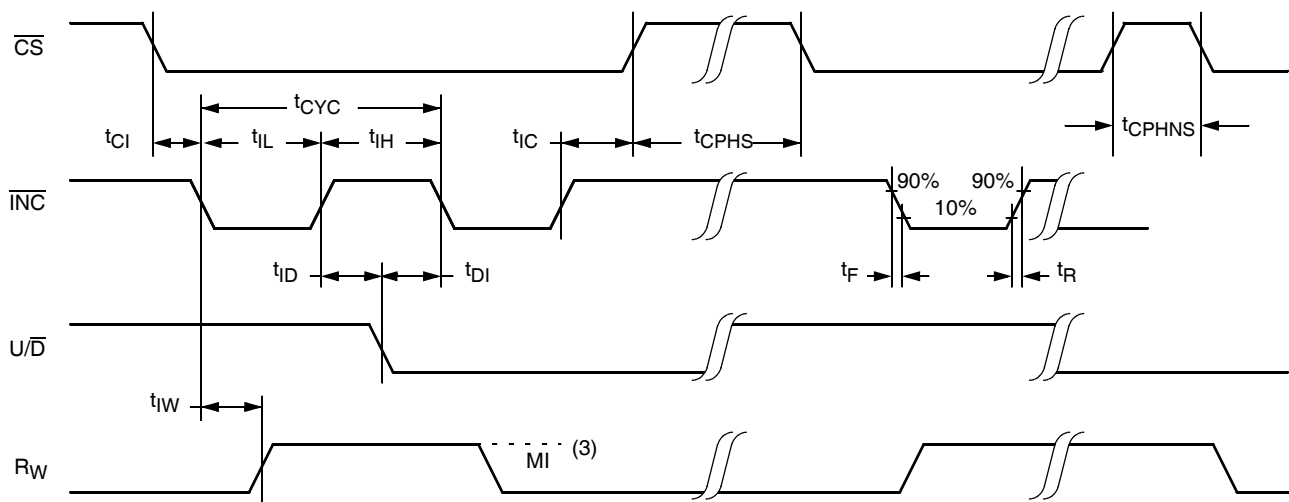 CS
tCYC
tCI tIL tIH tIC tCPHS tCPHNS
INC
90% 90%
10%
tID tDI tF tR
U/D
tIW
RW MI (3)